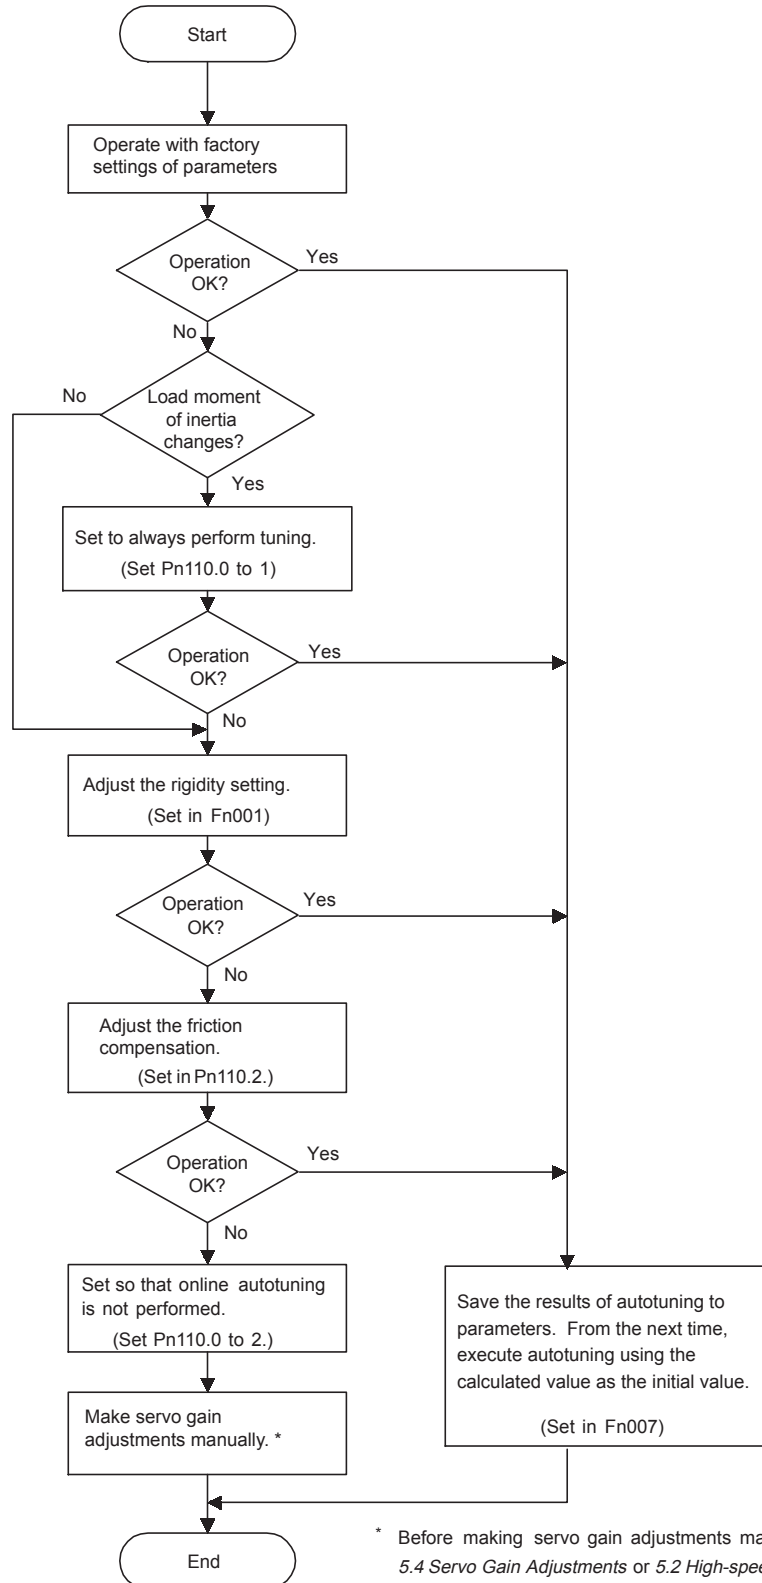 Start
Operate with factory
settings of parameters
Operation
OK?
Yes
No
Load moment
of inertia
changes?
No
Yes
Set to always perform tuning.
(Set Pn110.0 to 1)
Operation
OK?
Yes
No
Adjust the rigidity setting.
(Set in Fn001)
Operation
OK?
Yes
No
Adjust the friction
compensation.
(Set in Pn110.2.)
Operation
OK?
Yes
No
Set so that online autotuning
is not performed.
(Set Pn110.0 to 2.)
Make servo gain
adjustments manually. *
Save the results of autotuning to
parameters. From the next time,
execute autotuning using the
calculated value as the initial value.
(Set in Fn007)
End
* Before making servo gain adjustments ma
5.4 Servo Gain Adjustments or 5.2 High-spee